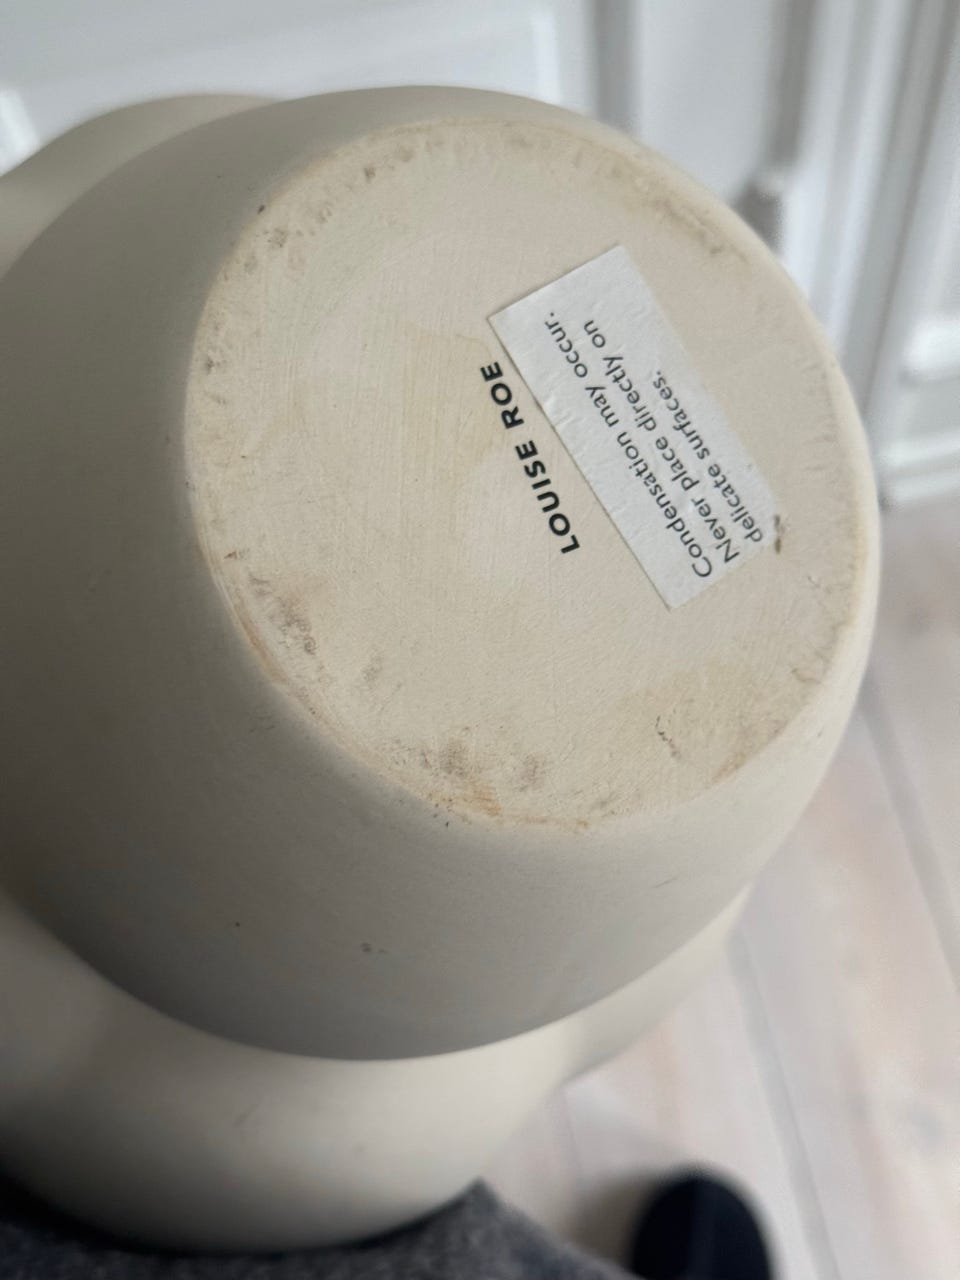 LOUISE ROE
Condensation may occur.
Never place directly on
delicate surfaces.